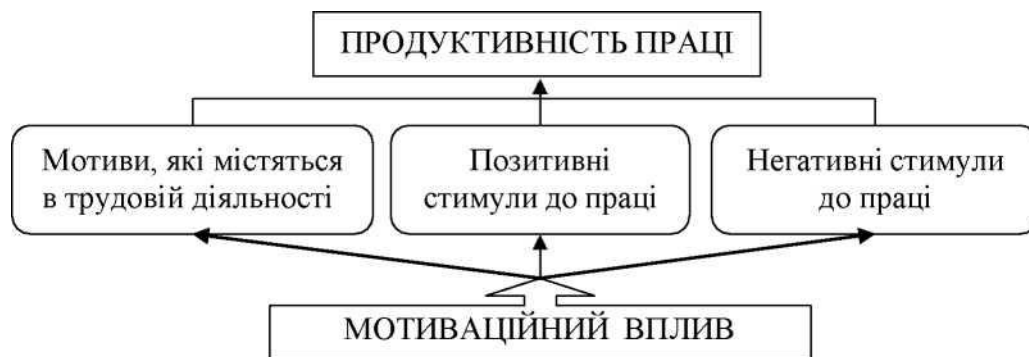 ПРОДУКТИВНІСТЬ ПРАЦІ
Мотиви, які містяться
в трудовій діяльності
Позитивні
стимули до праці
Негативні стимули
до праці
МОТИВАЦІЙНИЙ ВПЛИВ